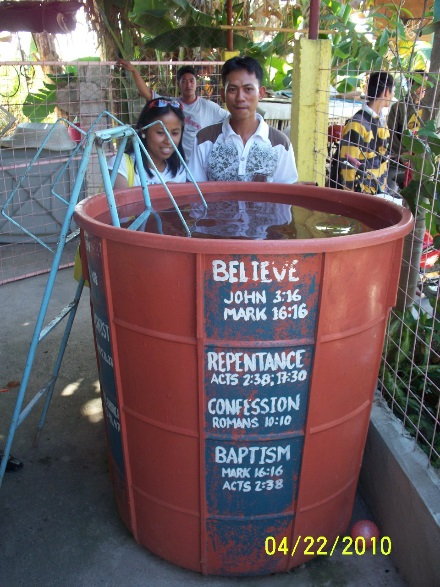 BELIEVE
JOHN 3:16
MARK 16:16
REPENTANCE
ACTS 2:38; 17:30
CONFESSION
ROMANS 10:10
BAPTISM
MARK 16:16
ACTS 2:38
04/22/2010